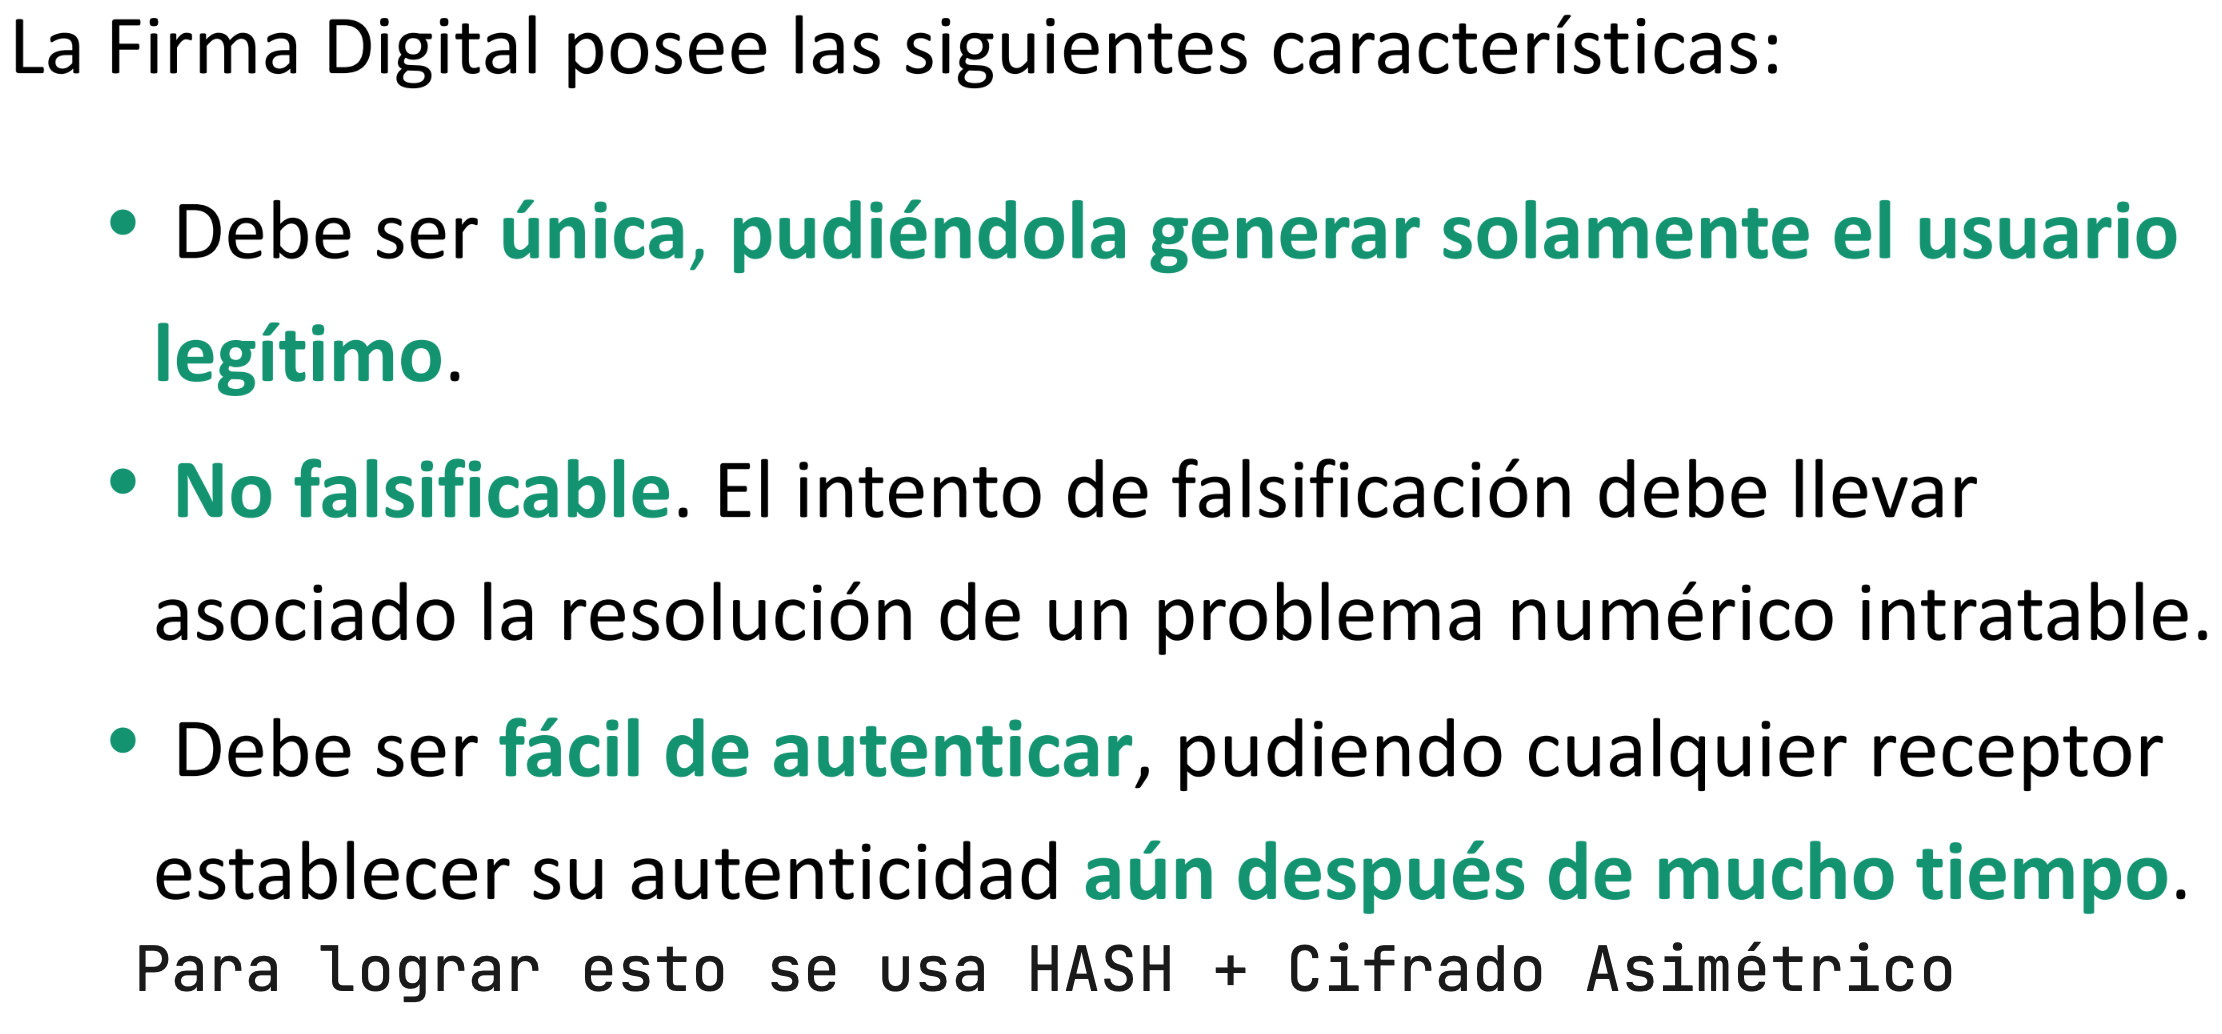 La Firma Digital posee las siguientes características:
• Debe ser única, pudiéndola generar solamente el usuario
legítimo.
• No falsificable. El intento de falsificación debe llevar
asociado la resolución de un problema numérico intratable.
• Debe ser fácil de autenticar, pudiendo cualquier receptor
establecer su autenticidad aún después de mucho tiempo.
Para lograr esto se usa HASH + Cifrado Asimétrico